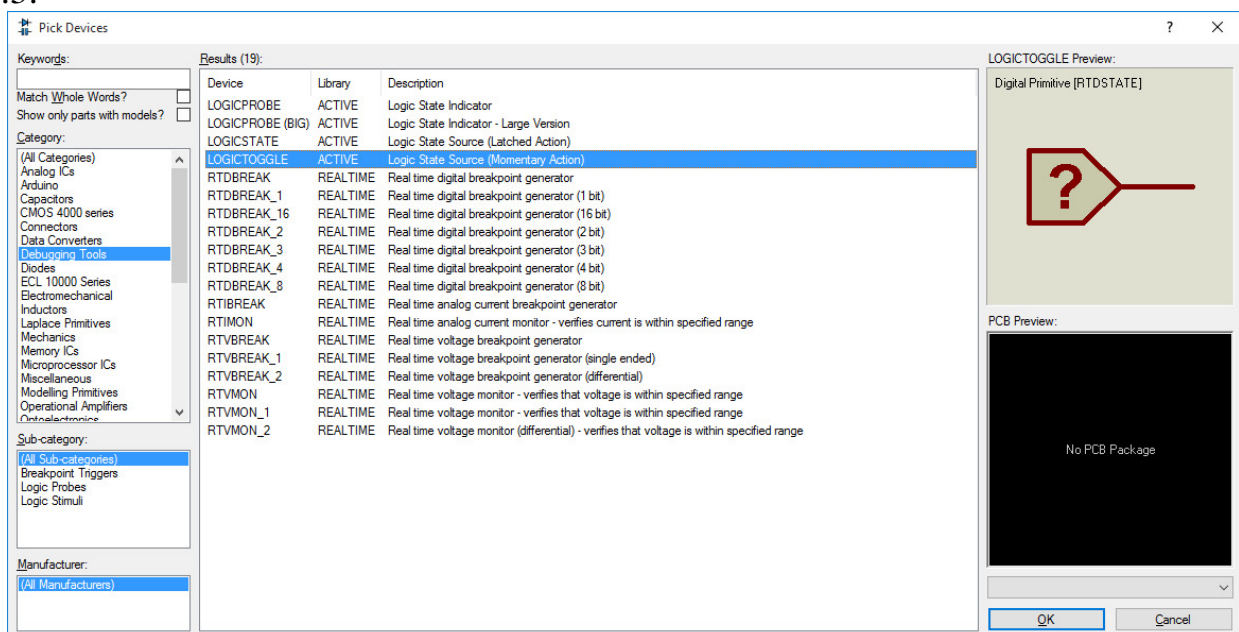 Pick Devices
? ×
Keywords:
Match Whole Words?
Show only parts with models?
Category:
(All Categories)
Analog ICs
Arduino
Capacitors
CMOS 4000 series
Connectors
Data Converters
Debugging Tools
Diodes
ECL 10000 Series
Electromechanical
Inductors
Laplace Primitives
Mechanics
Memory ICs
Microprocessor ICs
Miscellaneous
Modelling Primitives
Operational Amplifiers
Optoelectronics
Sub-category:
(All Sub-categories)
Breakpoint Triggers
Logic Probes
Logic Stimuli
Manufacturer:
(All Manufacturers)
Results (19):
Device Library Description
LOGICPROBE ACTIVE Logic State Indicator
LOGICPROBE (BIG) ACTIVE Logic State Indicator - Large Version
LOGICSTATE ACTIVE Logic State Source (Latched Action)
LOGICTOGGLE ACTIVE Logic State Source (Momentary Action)
RTDBREAK REALTIME Real time digital breakpoint generator
RTDBREAK_1 REALTIME Real time digital breakpoint generator (1 bit)
RTDBREAK_16 REALTIME Real time digital breakpoint generator (16 bit)
RTDBREAK_2 REALTIME Real time digital breakpoint generator (2 bit)
RTDBREAK_3 REALTIME Real time digital breakpoint generator (3 bit)
RTDBREAK_4 REALTIME Real time digital breakpoint generator (4 bit)
RTDBREAK_8 REALTIME Real time digital breakpoint generator (8 bit)
RTIBREAK REALTIME Real time analog current breakpoint generator
RTIMON REALTIME Real time analog current monitor - verifies current is within specified range
RTVBREAK REALTIME Real time voltage breakpoint generator
RTVBREAK_1 REALTIME Real time voltage breakpoint generator (single ended)
RTVBREAK_2 REALTIME Real time voltage breakpoint generator (differential)
RTVMON REALTIME Real time voltage monitor - verifies that voltage is within specified range
RTVMON_1 REALTIME Real time voltage monitor - verifies that voltage is within specified range
RTVMON_2 REALTIME Real time voltage monitor (differential) - verifies that voltage is within specified range
LOGICTOGGLE Preview:
Digital Primitive [RTDSTATE]
?
PCB Preview:
No PCB Package
OK Cancel